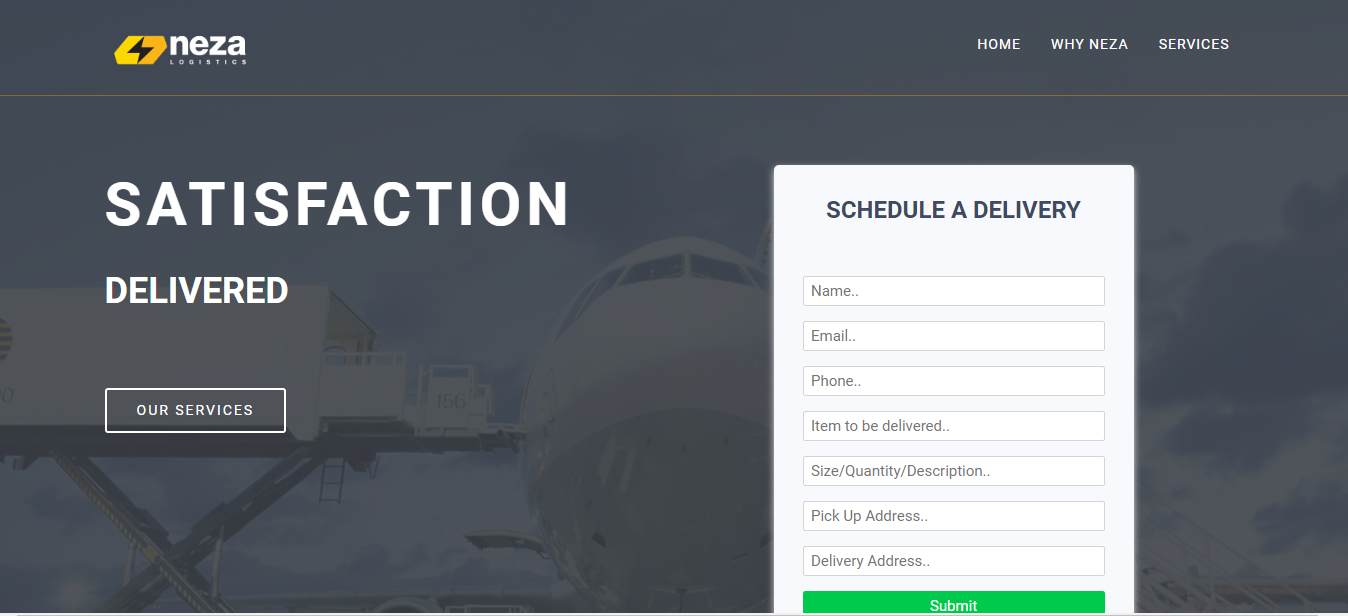 neza
LOGISTICS
HOME
WHY NEZA
SERVICES
SATISFACTION
DELIVERED
OUR SERVICES
156
SCHEDULE A DELIVERY
Name..
Email..
Phone..
Item to be delivered..
Size/Quantity/Description..
Pick Up Address..
Delivery Address..
Submit